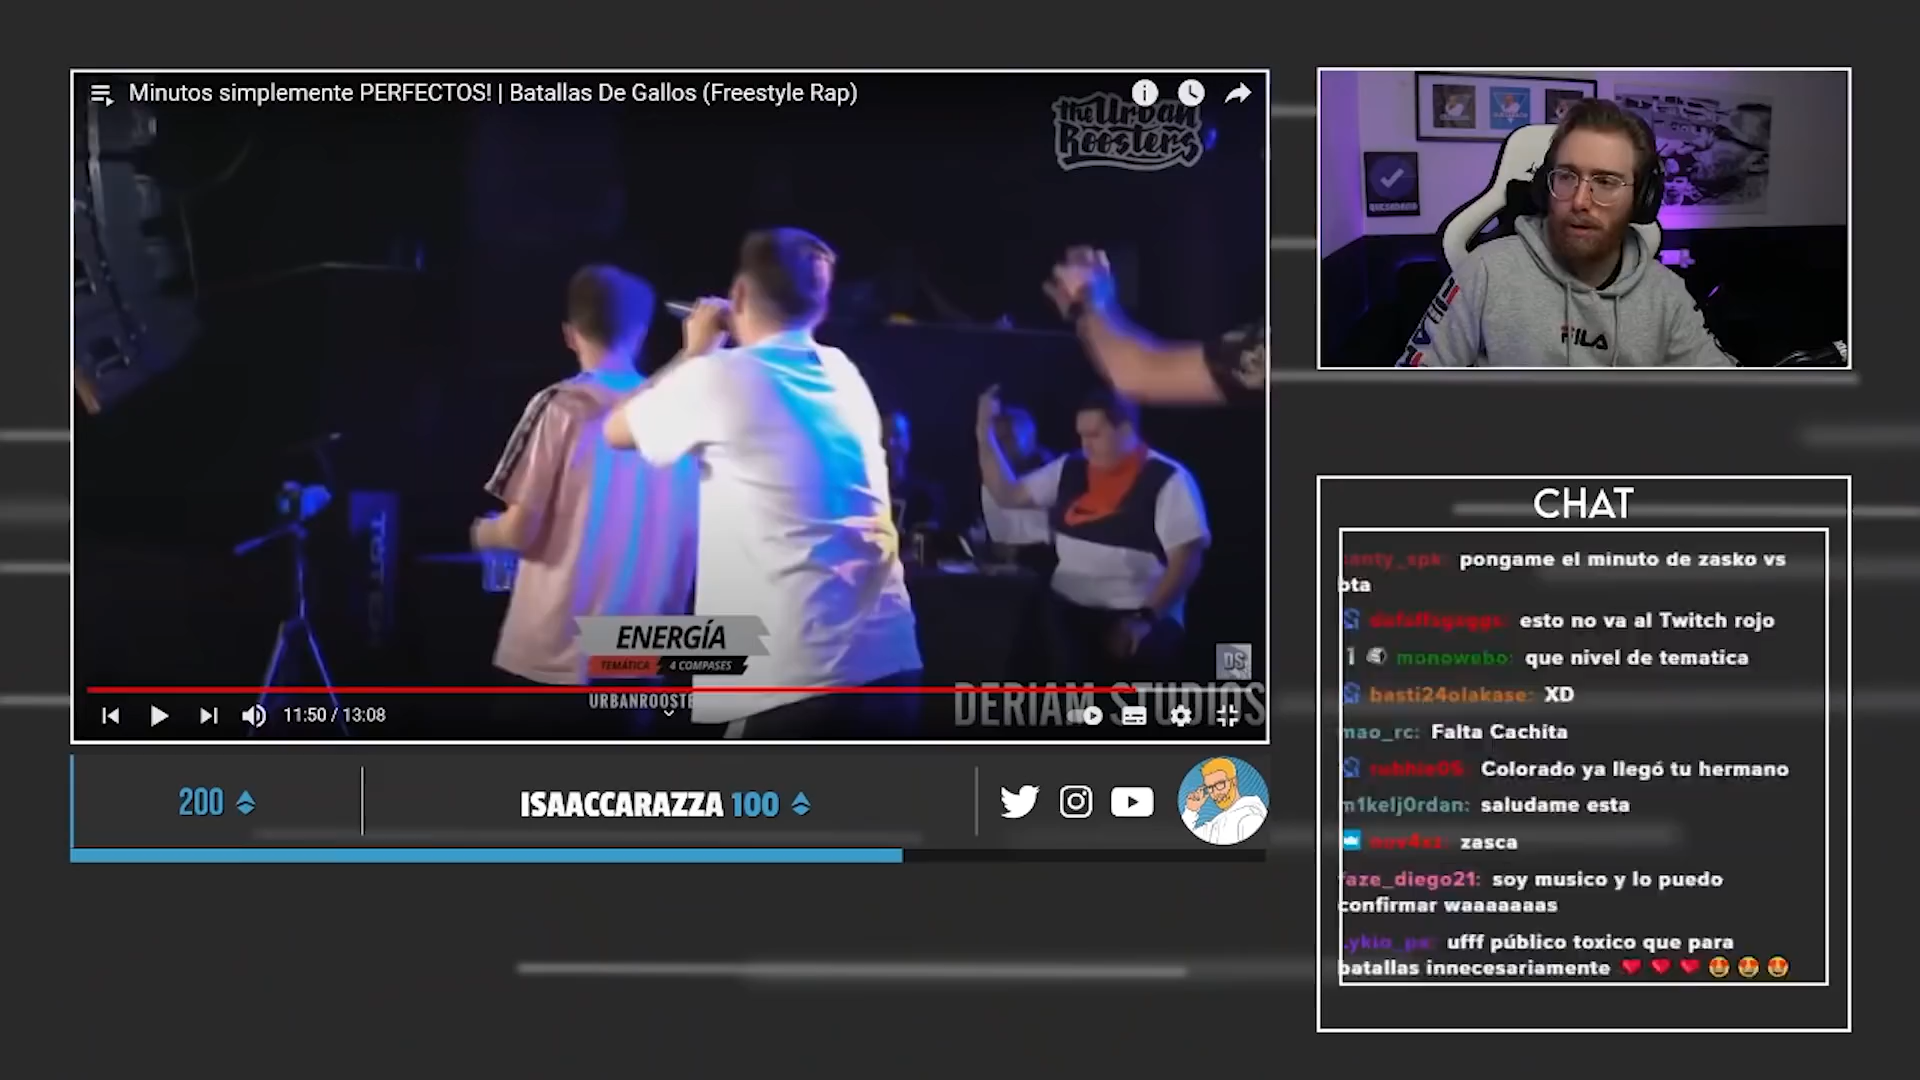 Minutos simplemente PERFECTOS! | Batallas De Gallos (Freestyle Rap)
the Urban
Roosters
ENERGÍA
TEMÁTICA 4 COMPASES
DS
URBANROOSTE
DERIAM STUDIOS
11:50 / 13:08
200
ISAACCARAZZA 100
FILA
CHAT
pongame el minuto de zasko vs
bta
esto no va al Twitch rojo
1 monowebo: que nivel de tematica
basti24olakase: XD
mao_rc: Falta Cachita
Colorado ya llegó tu hermano
m1kelj0rdan: saludame esta
zasca
faze_diego21: soy musico y lo puedo
confirmar waaaaaaas
ufff público toxico que para
batallas innecesariamente